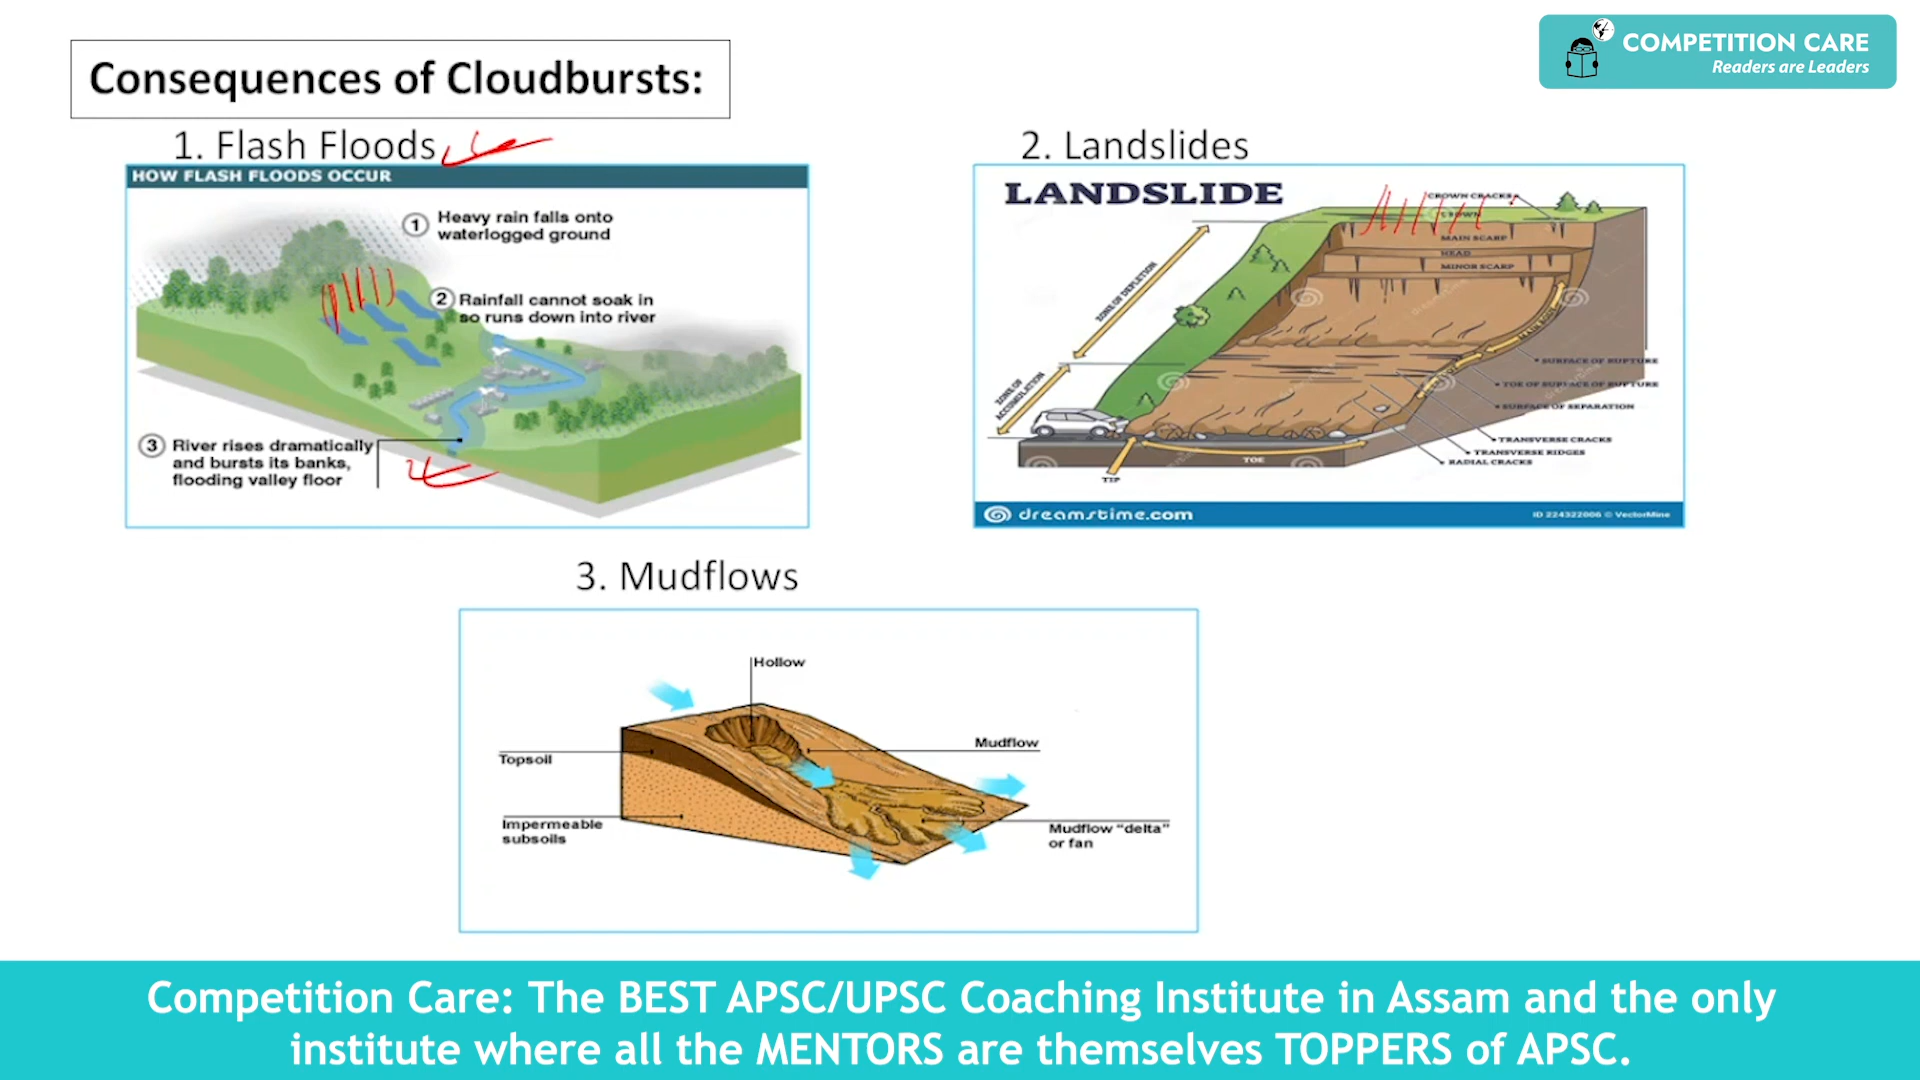 COMPETITION CARE
Readers are Leaders
Consequences of Cloudbursts:
1. Flash Floods
HOW FLASH FLOODS OCCUR
1 Heavy rain falls onto
waterlogged ground
2 Rainfall cannot soak in
so runs down into river
3 River rises dramatically
and bursts its banks,
flooding valley floor
2. Landslides
LANDSLIDE
CROWN CRACKS
CROWN
MAIN SCARP
HEAD
MINOR SCARP
ZONE OF DEPLETION
ZONE OF
ACCUMULATION
MAIN BODY
SURFACE OF RUPTURE
TOE OF SURFACE OF RUPTURE
SURFACE OF SEPARATION
TRANSVERSE CRACKS
TRANSVERSE RIDGES
RADIAL CRACKS
TOE
TIP
dreamstime.com
ID 224322006 © VectorMine
3. Mudflows
Hollow
Mudflow
Topsoil
Impermeable
subsoils
Mudflow "delta"
or fan
Competition Care: The BEST APSC/UPSC Coaching Institute in Assam and the only
institute where all the MENTORS are themselves TOPPERS of APSC.